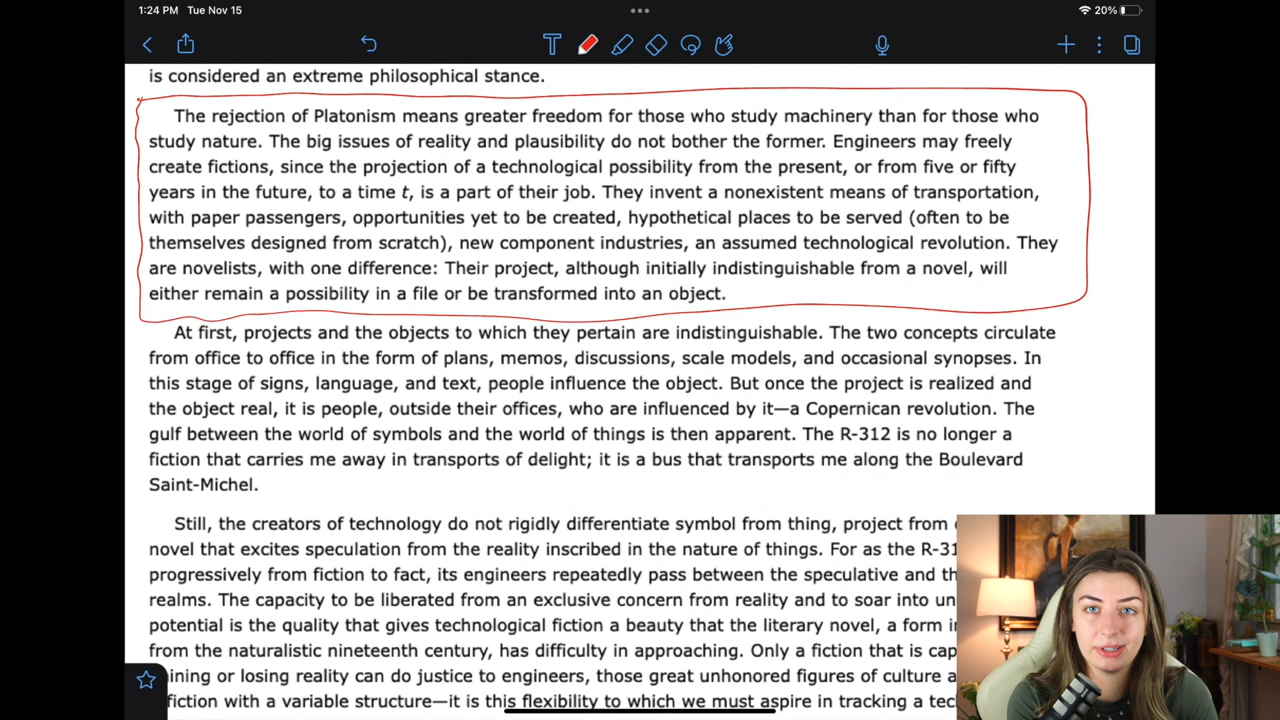 1:24 PM Tue Nov 15
20%
T
is considered an extreme philosophical stance.
The rejection of Platonism means greater freedom for those who study machinery than for those who
study nature. The big issues of reality and plausibility do not bother the former. Engineers may freely
create fictions, since the projection of a technological possibility from the present, or from five or fifty
years in the future, to a time t, is a part of their job. They invent a nonexistent means of transportation,
with paper passengers, opportunities yet to be created, hypothetical places to be served (often to be
themselves designed from scratch), new component industries, an assumed technological revolution. They
are novelists, with one difference: Their project, although initially indistinguishable from a novel, will
either remain a possibility in a file or be transformed into an object.
At first, projects and the objects to which they pertain are indistinguishable. The two concepts circulate
from office to office in the form of plans, memos, discussions, scale models, and occasional synopses. In
this stage of signs, language, and text, people influence the object. But once the project is realized and
the object real, it is people, outside their offices, who are influenced by it—a Copernican revolution. The
gulf between the world of symbols and the world of things is then apparent. The R-312 is no longer a
fiction that carries me away in transports of delight; it is a bus that transports me along the Boulevard
Saint-Michel.
Still, the creators of technology do not rigidly differentiate symbol from thing, project from
novel that excites speculation from the reality inscribed in the nature of things. For as the R-31
progressively from fiction to fact, its engineers repeatedly pass between the speculative and th
realms. The capacity to be liberated from an exclusive concern from reality and to soar into un
potential is the quality that gives technological fiction a beauty that the literary novel, a form
from the naturalistic nineteenth century, has difficulty in approaching. Only a fiction that is cap
ining or losing reality can do justice to engineers, those great unhonored figures of culture a
fiction with a variable structure—it is this flexibility to which we must aspire in tracking a tec